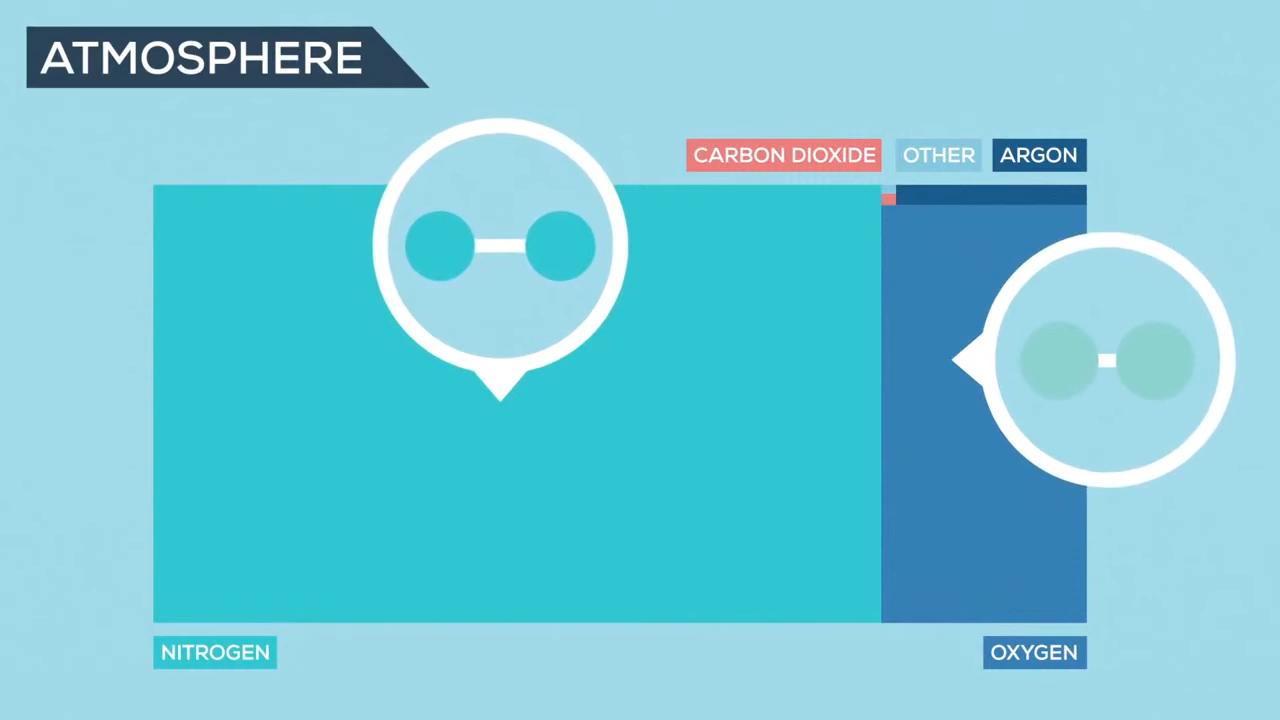 ATMOSPHERE
CARBON DIOXIDE
OTHER
ARGON
NITROGEN
OXYGEN